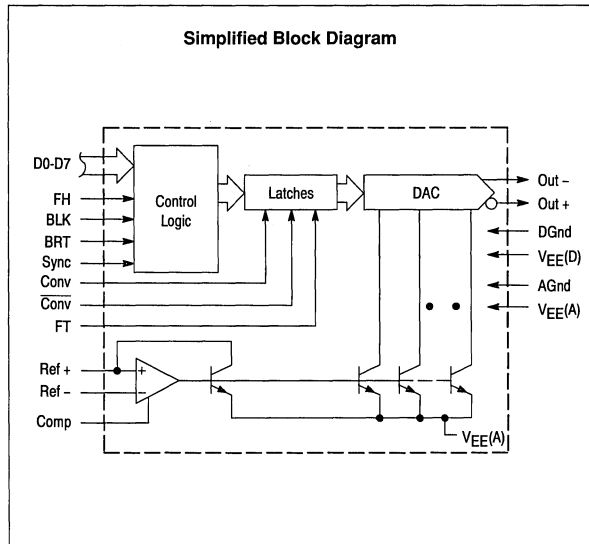 Simplified Block Diagram
D0-D7
FH
BLK
BRT
Sync
Conv
C̅o̅n̅v̅
FT
Ref +
Ref –
Comp
Control
Logic
Latches
DAC
Out –
Out +
DGnd
VEE(D)
AGnd
VEE(A)
+
–
VEE(A)